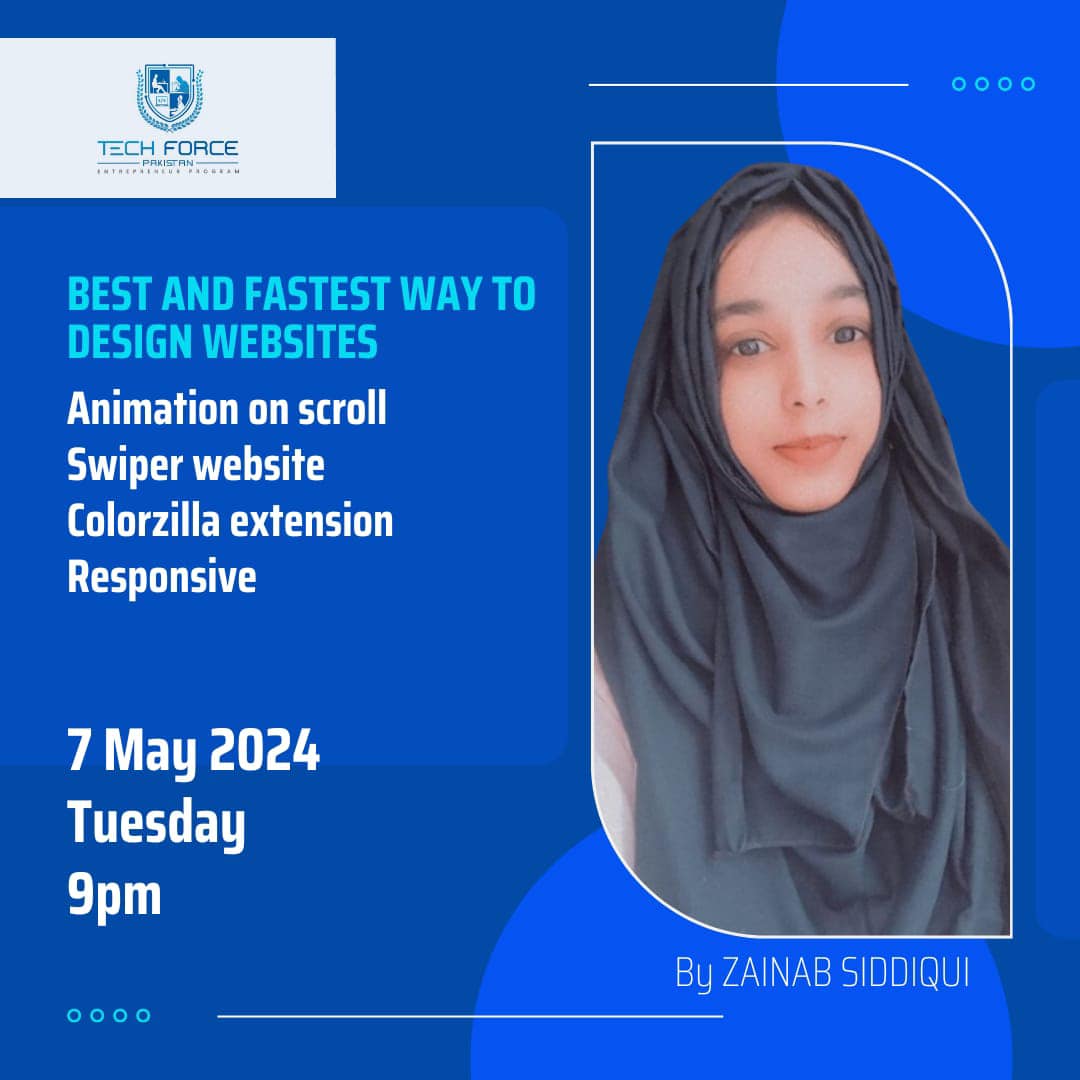 TECH FORCE
PAKISTAN
ENTREPRENEUR PROGRAM
BEST AND FASTEST WAY TO
DESIGN WEBSITES
Animation on scroll
Swiper website
Colorzilla extension
Responsive
7 May 2024
Tuesday
9pm
By ZAINAB SIDDIQUI